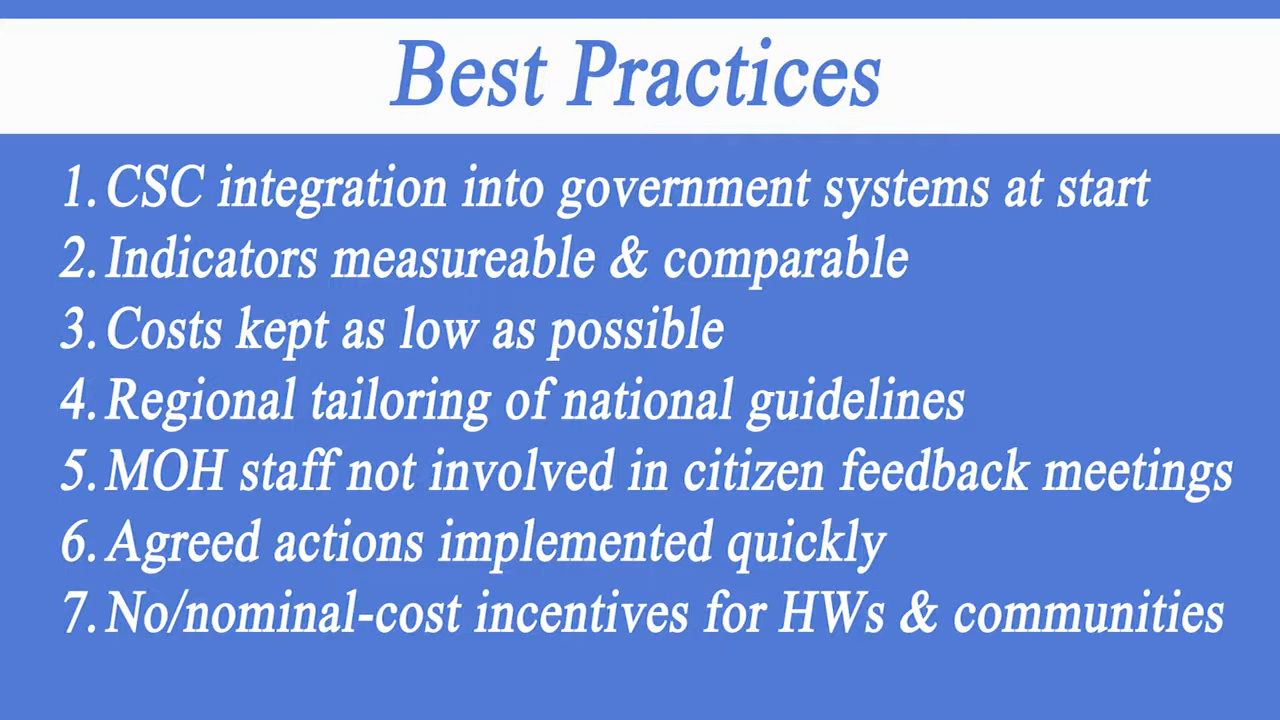 Best Practices
1. CSC integration into government systems at start
2. Indicators measureable & comparable
3. Costs kept as low as possible
4. Regional tailoring of national guidelines
5. MOH staff not involved in citizen feedback meetings
6. Agreed actions implemented quickly
7. No/nominal-cost incentives for HWs & communities